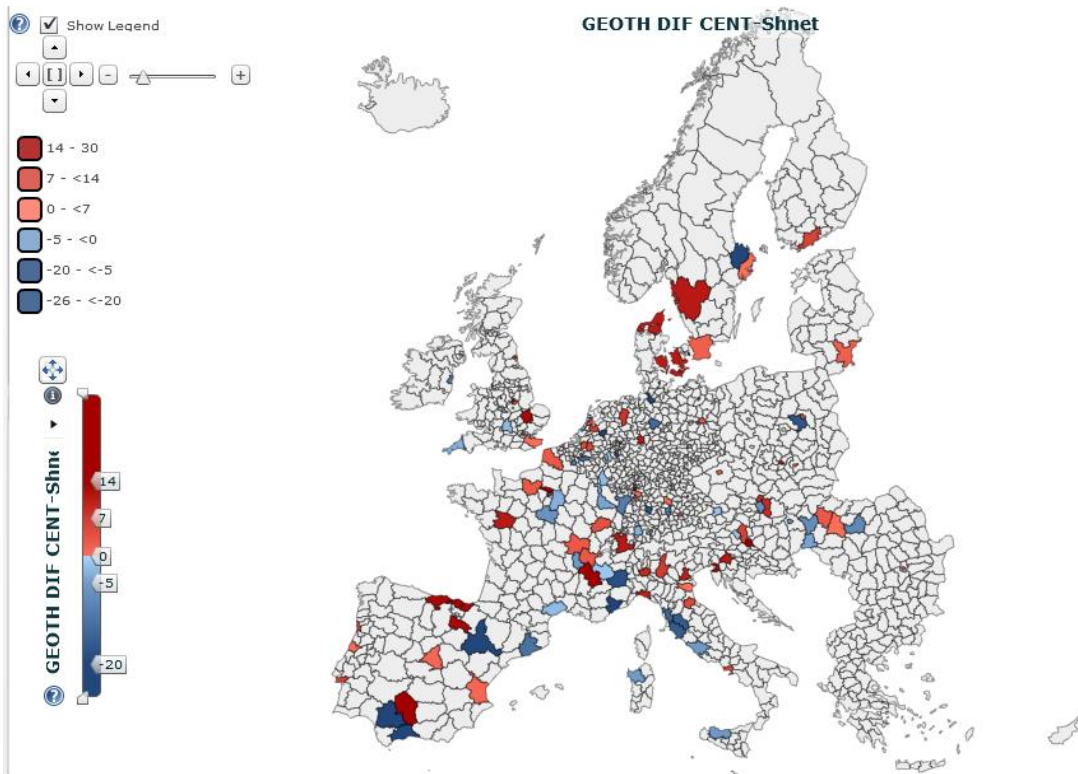 Show Legend
GEOTH DIF CENT-Shnet
[ ]
14 - 30
7 - <14
0 - <7
-5 - <0
-20 - <-5
-26 - <-20
GEOTH DIF CENT-Shne
14
7
0
-5
-20